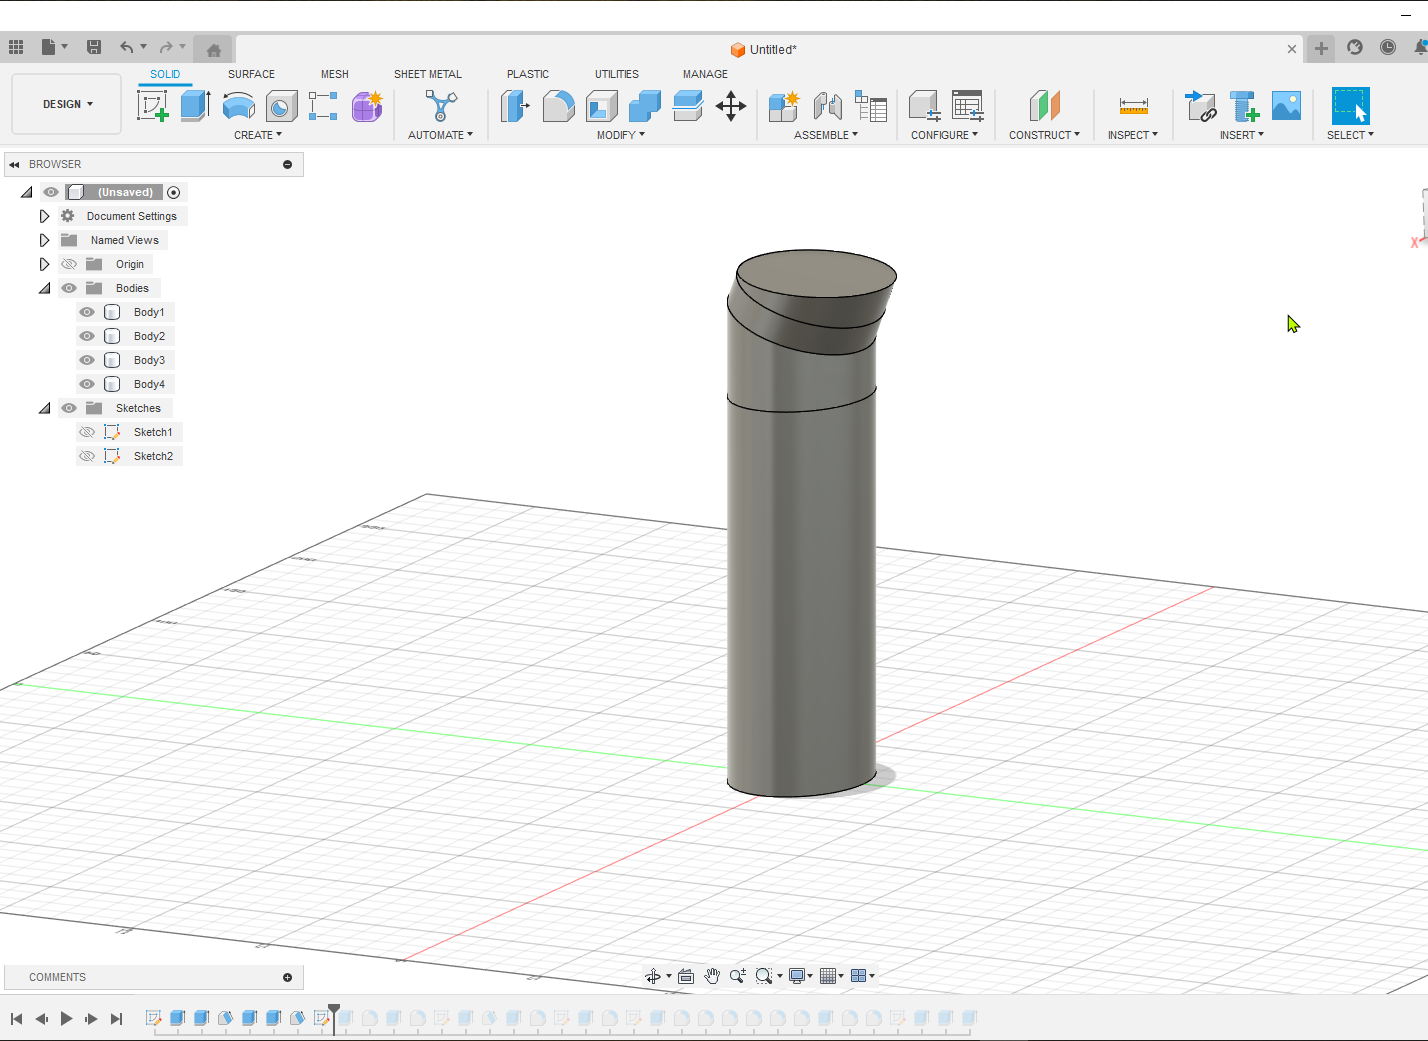 Untitled*
SOLID SURFACE MESH SHEET METAL PLASTIC UTILITIES MANAGE
DESIGN
CREATE AUTOMATE MODIFY ASSEMBLE CONFIGURE CONSTRUCT INSPECT INSERT SELECT
BROWSER
(Unsaved)
Document Settings
Named Views
Origin
Bodies
Body1
Body2
Body3
Body4
Sketches
Sketch1
Sketch2
X
COMMENTS